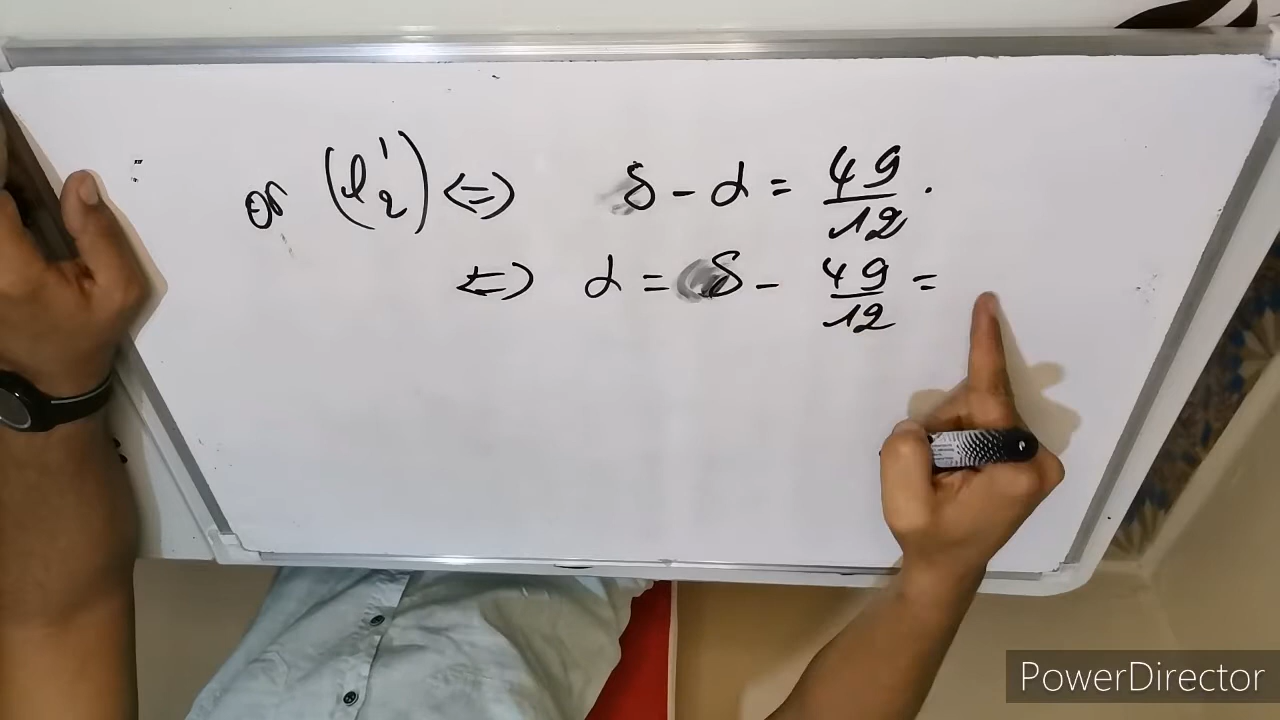 or (l'₂) <=> δ - α = 49/12 .
<=> α = δ - 49/12 =
PowerDirector